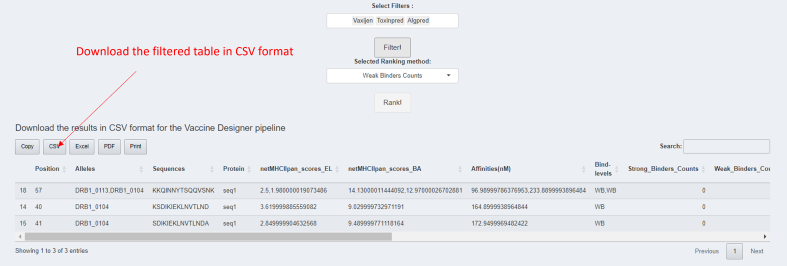 Select Filters :
Vaxijen Toxinpred Algpred
Filter!
Download the filtered table in CSV format
Selected Ranking method:
Weak Binders Counts
Rank!
Download the results in CSV format for the Vaccine Designer pipeline
Copy CSV Excel PDF Print Search:
Position Alleles Sequences Protein netMHCIIpan_scores_EL netMHCIIpan_scores_BA Affinities(nM) Bind-levels Strong_Binders_Counts Weak_Binders_Cou
18 57 DRB1_0113,DRB1_0104 KKQINNYTSQQVSNK seq1 2.5,1.980000019073486 14.13000011444092,12.97000026702881 96.98999786376953,233.8899993896484 WB;WB 0
14 40 DRB1_0104 KSDIKIEKLNVTLND seq1 3.619999885559082 9.029999732971191 164.8999938964844 WB 0
15 41 DRB1_0104 SDKIEKLNVTLNDA seq1 2.849999904632568 9.489999771118164 172.9499969482422 WB 0
Showing 1 to 3 of 3 entries Previous 1 Next